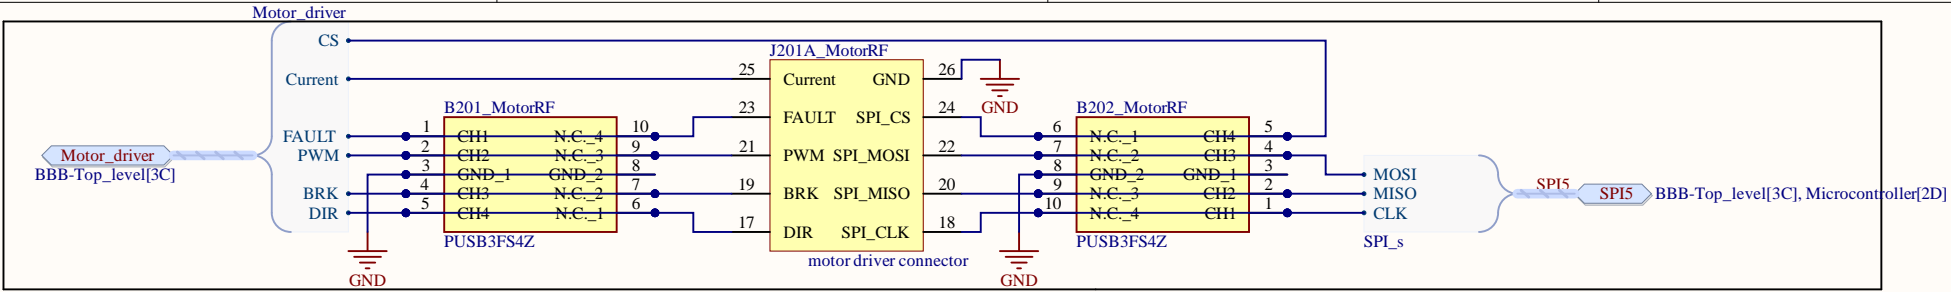 Motor_driver
CS
J201A_MotorRF
Current 25 Current GND 26
GND
B201_MotorRF 23 FAULT SPI_CS 24 B202_MotorRF
FAULT 1 CH1 N.C._4 10 6 N.C._1 CH4 5
Motor_driver PWM 2 CH2 N.C._3 9 21 PWM SPI_MOSI 22 7 N.C._2 CH3 4
BBB-Top_level[3C] 3 GND_1 GND_2 8 8 GND_2 GND_1 3 MOSI
BRK 4 CH3 N.C._2 7 19 BRK SPI_MISO 20 9 N.C._3 CH2 2 MISO SPI5 SPI5 BBB-Top_level[3C], Microcontroller[2D]
DIR 5 CH4 N.C._1 6 10 N.C._4 CH1 1 CLK
17 DIR SPI_CLK 18
PUSB3FS4Z PUSB3FS4Z SPI_s
motor driver connector
GND GND